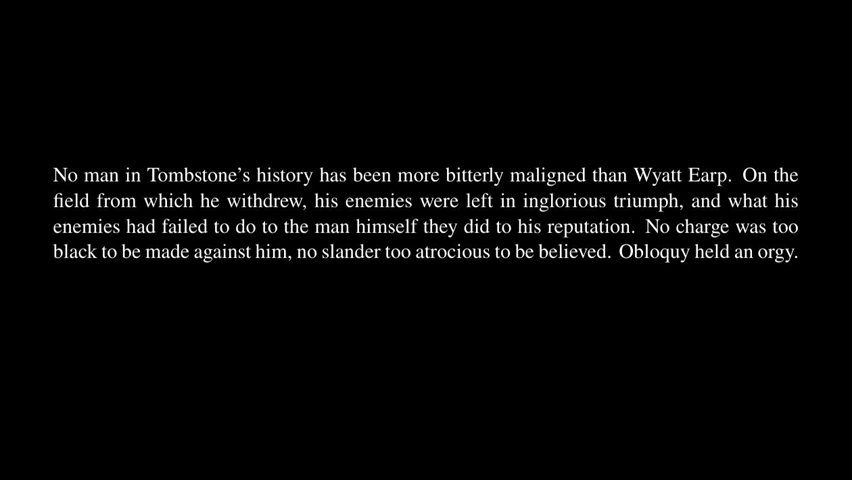 No man in Tombstone’s history has been more bitterly maligned than Wyatt Earp. On the
field from which he withdrew, his enemies were left in inglorious triumph, and what his
enemies had failed to do to the man himself they did to his reputation. No charge was too
black to be made against him, no slander too atrocious to be believed. Obloquy held an orgy.